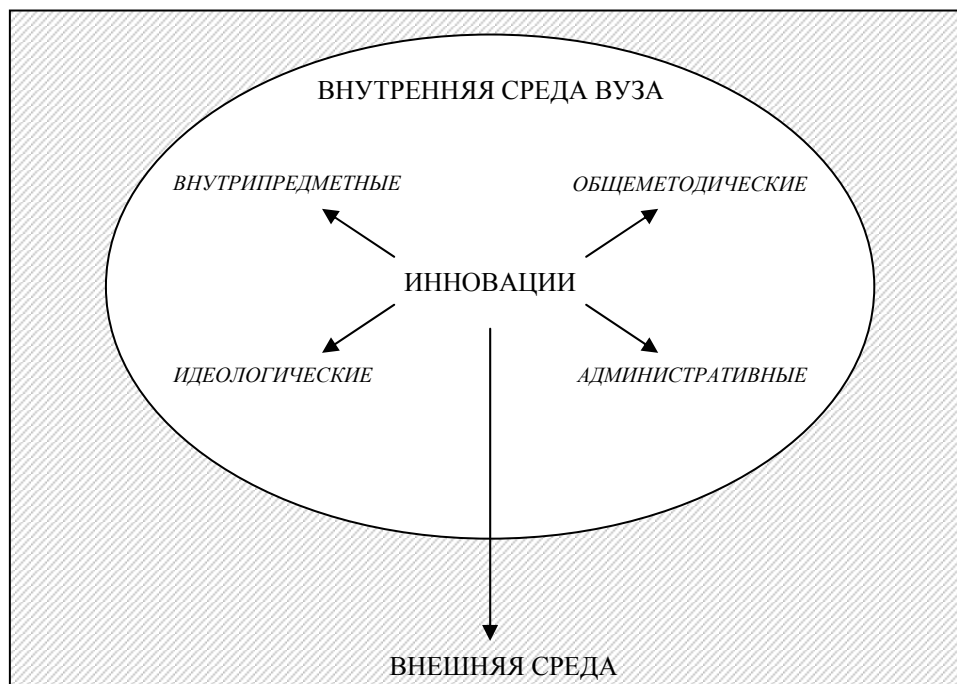 ВНУТРЕННЯЯ СРЕДА ВУЗА
ВНУТРИПРЕДМЕТНЫЕ
ОБЩЕМЕТОДИЧЕСКИЕ
ИННОВАЦИИ
ИДЕОЛОГИЧЕСКИЕ
АДМИНИСТРАТИВНЫЕ
ВНЕШНЯЯ СРЕДА